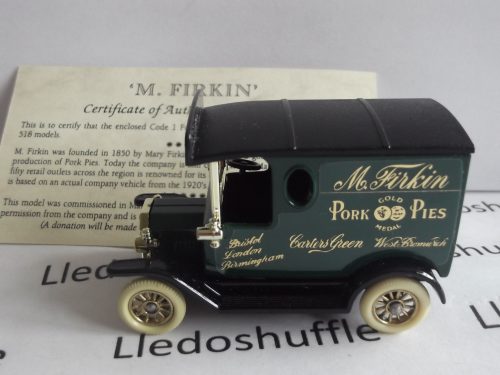 'M. FIRKIN'
Certificate of Aut
This is to certify that the enclosed Code 1 F
518 models.
M. Firkin was founded in 1850 by Mary Firki
production of Pork Pies. Today the company is
fifty retail outlets across the region is renowned for its
is based on an actual company vehicle from the 1920's
This model was commissioned in
permission from the company and is
(A donation will be made
M. Firkin
GOLD
PORK PIES
MEDAL
Bristol
London
Birmingham
Carters Green West Bromwich
Lled
Lledoshuffle
Lledoshuffle